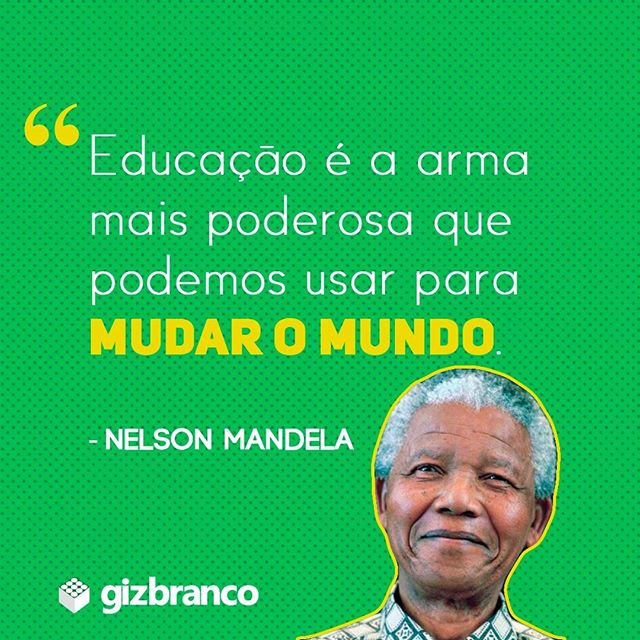 “
Educação é a arma
mais poderosa que
podemos usar para
MUDAR O MUNDO.
- NELSON MANDELA
gizbranco